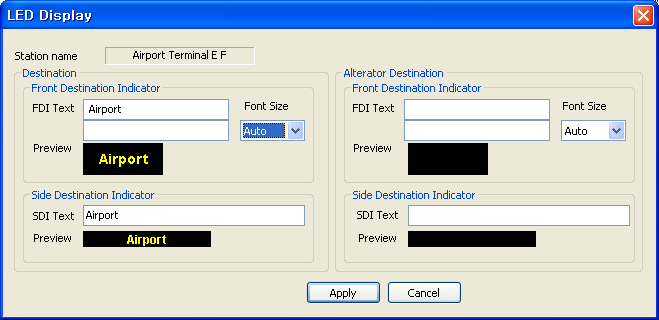 LED Display
Station name Airport Terminal E F
Destination
Front Destination Indicator
FDI Text Airport Font Size
Auto
Preview Airport
Side Destination Indicator
SDI Text Airport
Preview Airport
Alterator Destination
Front Destination Indicator
FDI Text Font Size
Auto
Preview
Side Destination Indicator
SDI Text
Preview
Apply Cancel